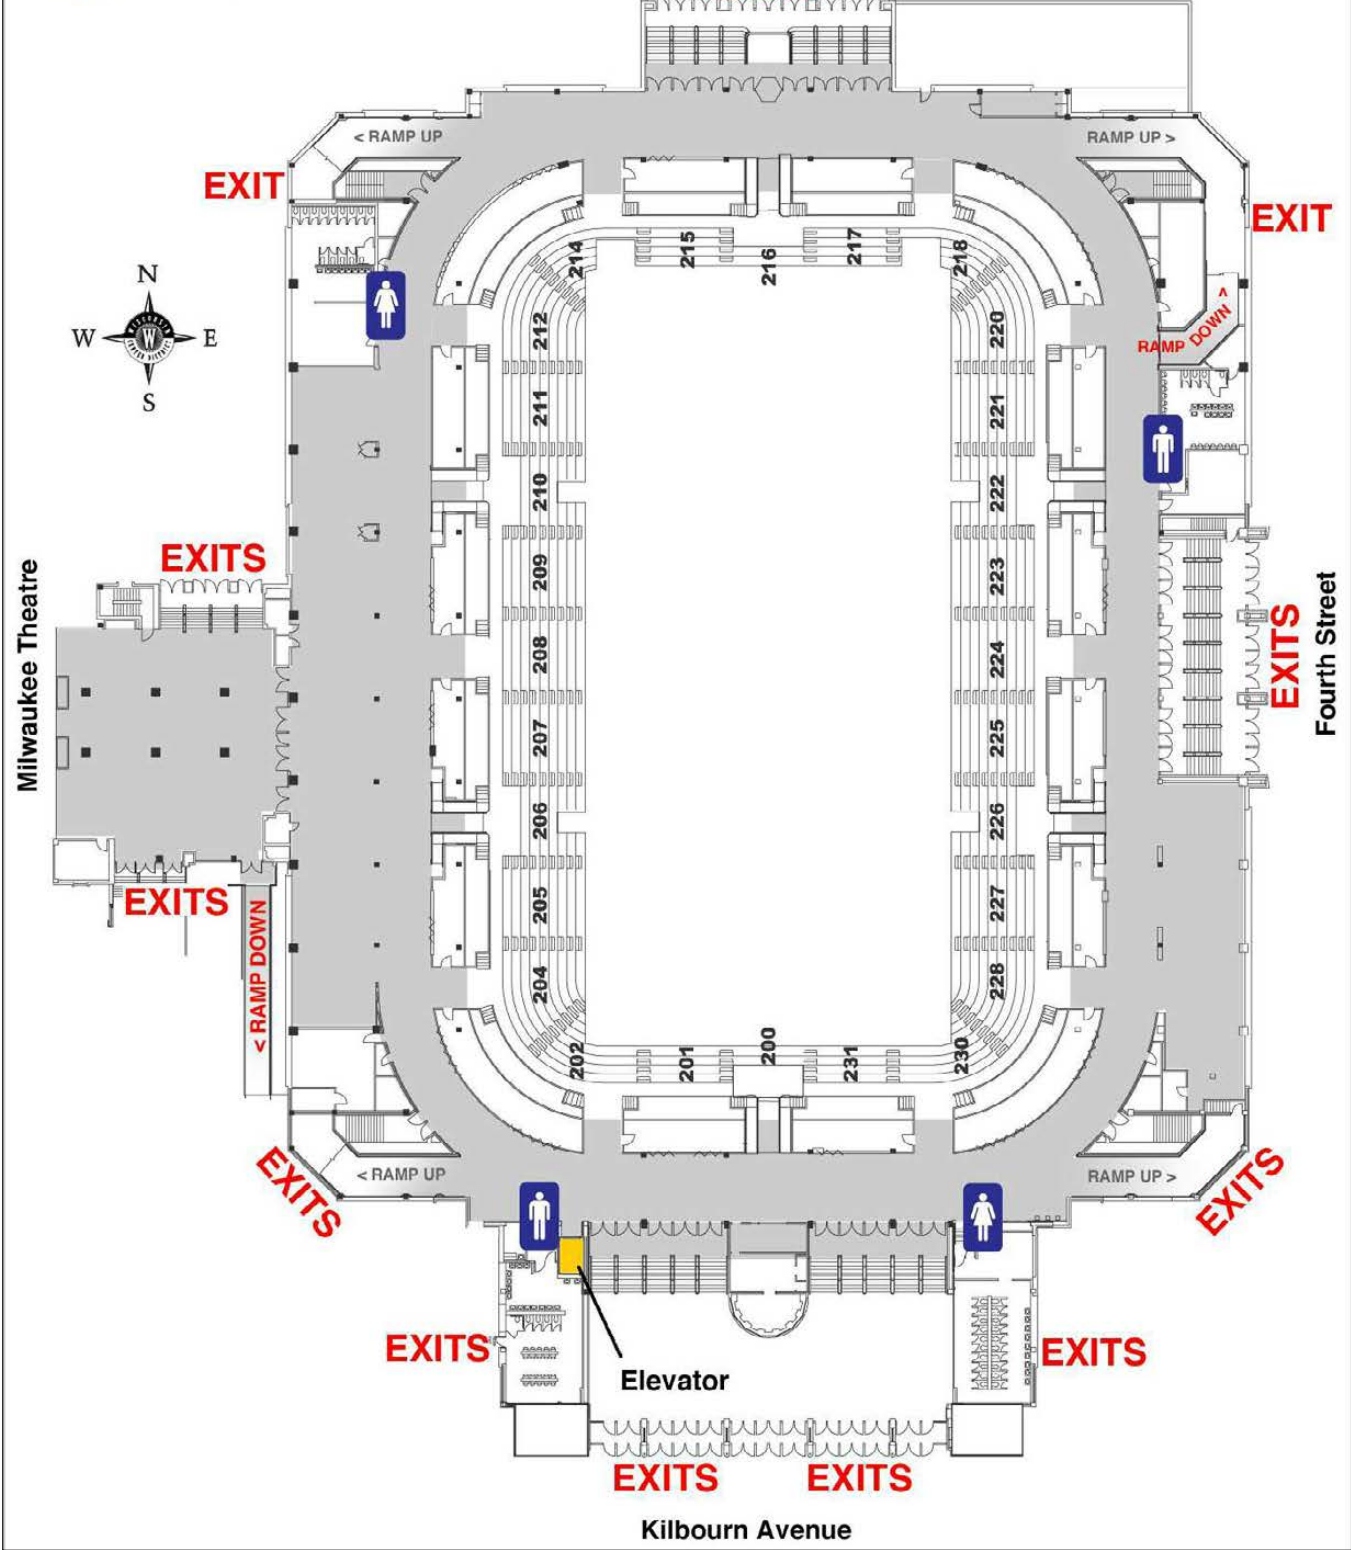 < RAMP UP
RAMP UP >
EXIT
EXIT
214
215
216
217
218
N
W
W
E
S
212
220
RAMP DOWN >
211
221
210
222
EXITS
209
223
Milwaukee Theatre
208
224
EXITS
Fourth Street
207
225
206
226
EXITS
205
227
< RAMP DOWN
204
228
202
201
200
231
230
EXITS
< RAMP UP
RAMP UP >
EXITS
EXITS
Elevator
EXITS
EXITS
EXITS
Kilbourn Avenue